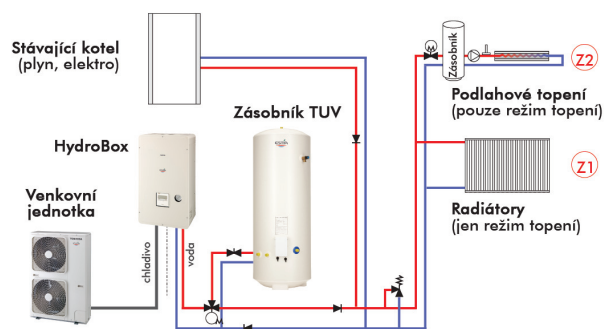 Stávající kotel
(plyn, elektro)
Zásobník TUV
HydroBox
Venkovní
jednotka
chladivo
voda
M
M
Zásobník
Z2
Podlahové topení
(pouze režim topení)
Z1
Radiátory
(jen režim topení)